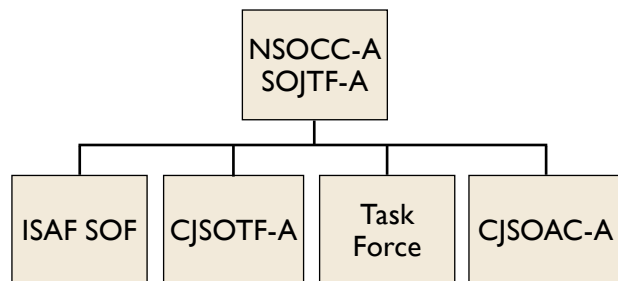 NSOCC-A
SOJTF-A
ISAF SOF
CJSOTF-A
Task
Force
CJSOAC-A